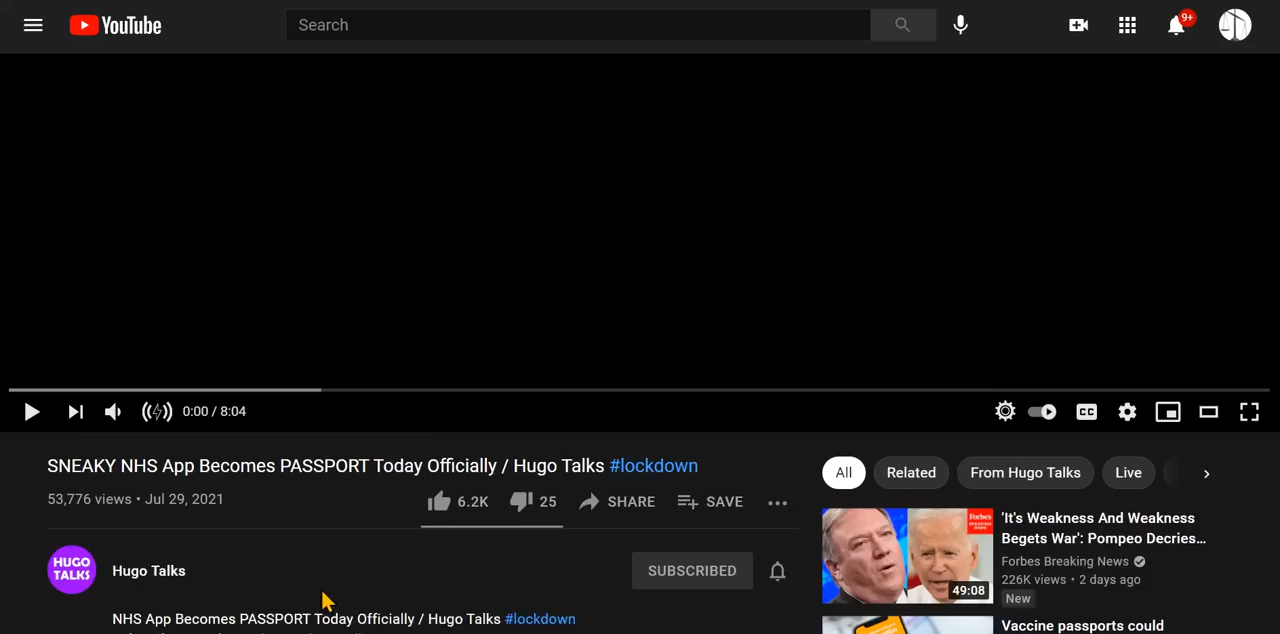 YouTube
Search
9+
0:00 / 8:04
CC
SNEAKY NHS App Becomes PASSPORT Today Officially / Hugo Talks #lockdown
53,776 views • Jul 29, 2021
6.2K
25
SHARE
SAVE
HUGO
TALKS
Hugo Talks
SUBSCRIBED
NHS App Becomes PASSPORT Today Officially / Hugo Talks #lockdown
All
Related
From Hugo Talks
Live
Forbes
49:08
'It's Weakness And Weakness
Begets War': Pompeo Decries...
Forbes Breaking News
226K views • 2 days ago
New
Vaccine passports could